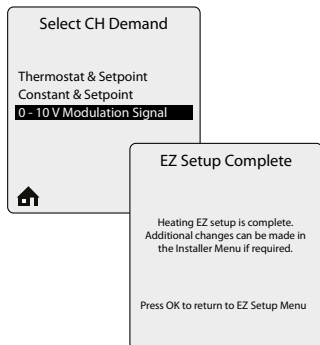 Select CH Demand
Thermostat & Setpoint
Constant & Setpoint
0 - 10 V Modulation Signal
EZ Setup Complete
Heating EZ setup is complete.
Additional changes can be made in
the Installer Menu if required.
Press OK to return to EZ Setup Menu